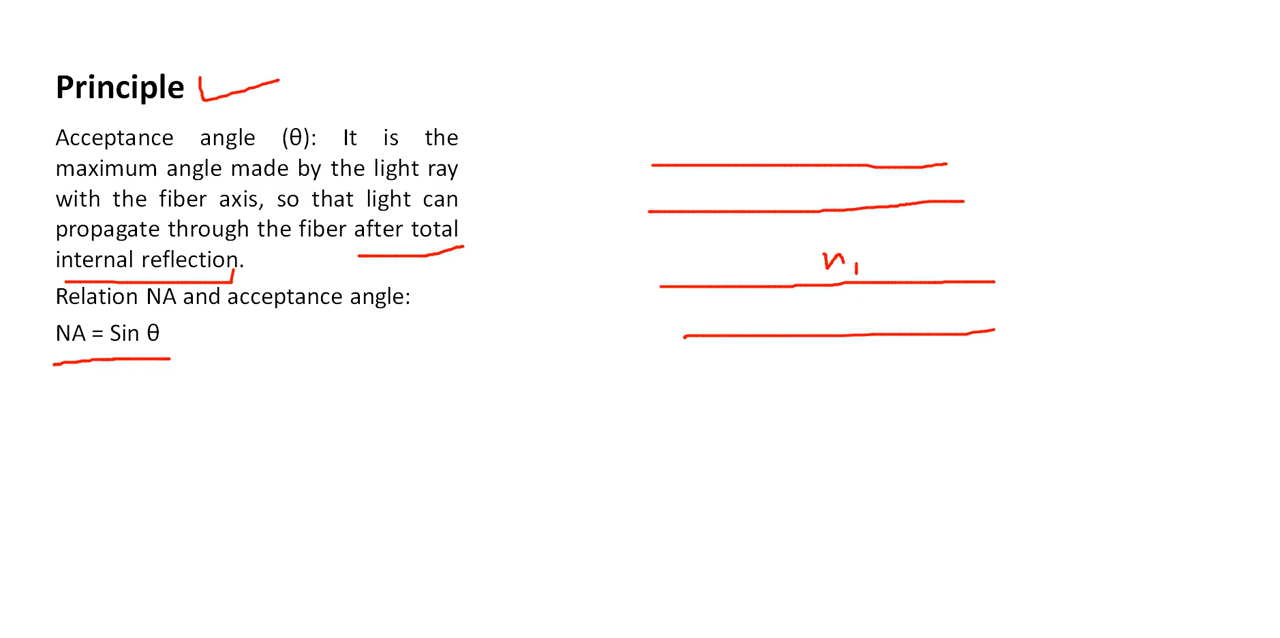 Principle
Acceptance angle (θ): It is the
maximum angle made by the light ray
with the fiber axis, so that light can
propagate through the fiber after total
internal reflection.
Relation NA and acceptance angle:
NA = Sin θ
n₁